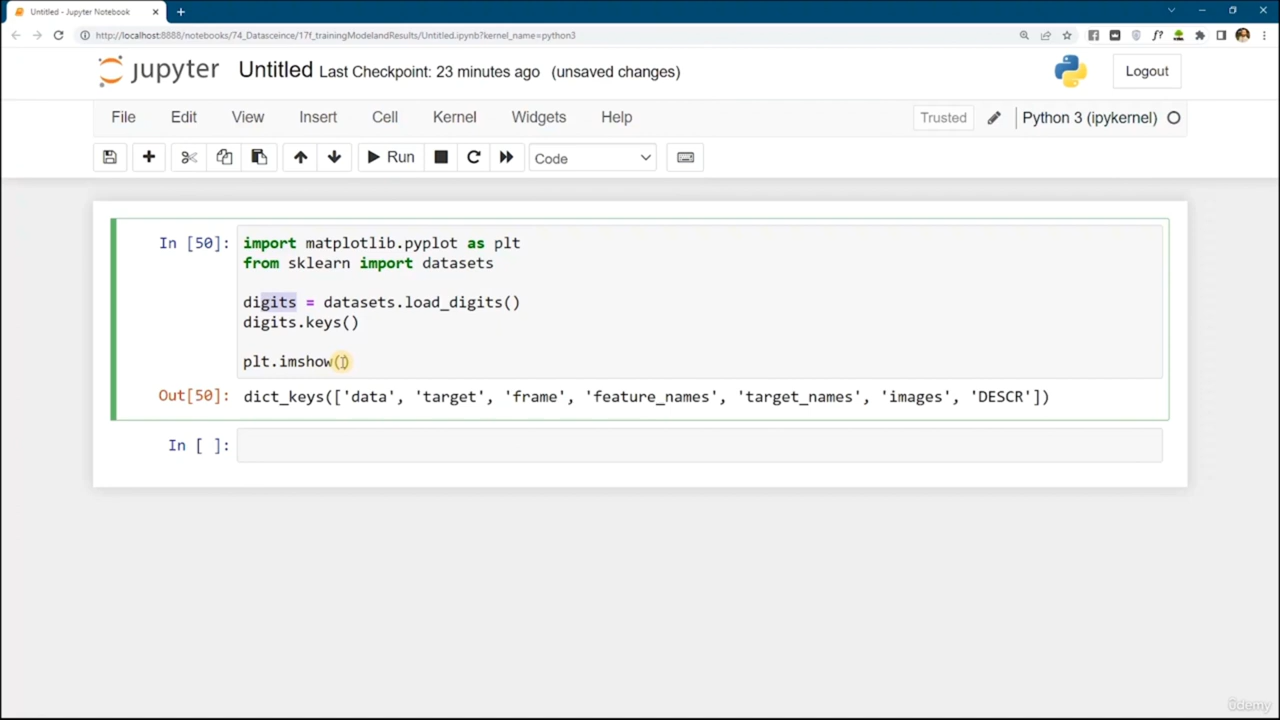 Untitled - Jupyter Notebook
http://localhost:8888/notebooks/74_Datasceince/17f_trainingModelandResults/Untitled.ipynb?kernel_name=python3
jupyter Untitled Last Checkpoint: 23 minutes ago (unsaved changes) Logout
File Edit View Insert Cell Kernel Widgets Help Trusted Python 3 (ipykernel)
Run Code
In [50]: import matplotlib.pyplot as plt
from sklearn import datasets
digits = datasets.load_digits()
digits.keys()
plt.imshow()
Out[50]: dict_keys(['data', 'target', 'frame', 'feature_names', 'target_names', 'images', 'DESCR'])
In [ ]:
ûdemy